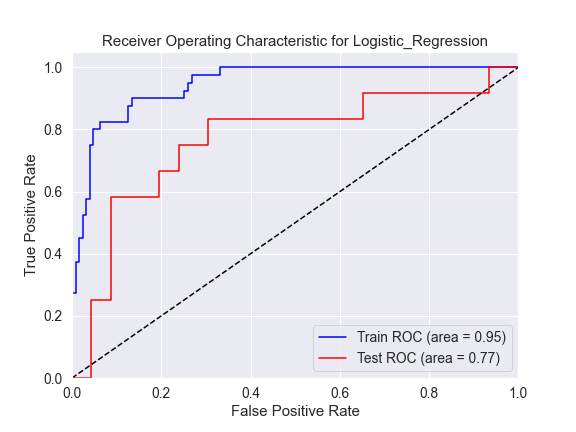 Receiver Operating Characteristic for Logistic_Regression
1.0
0.8
0.6
0.4
0.2
0.0
True Positive Rate
Train ROC (area = 0.95)
Test ROC (area = 0.77)
0.0 0.2 0.4 0.6 0.8 1.0
False Positive Rate